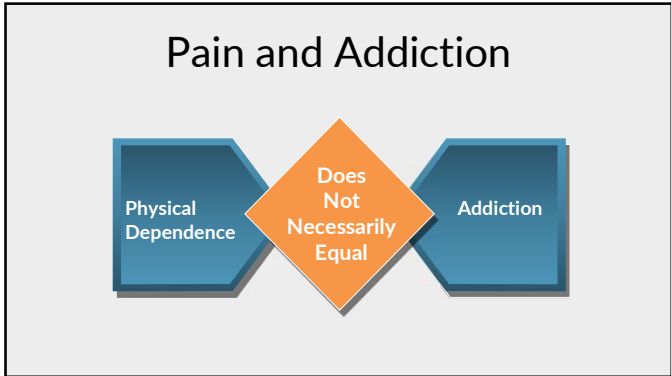 Pain and Addiction
Physical
Dependence
Does
Not
Necessarily
Equal
Addiction